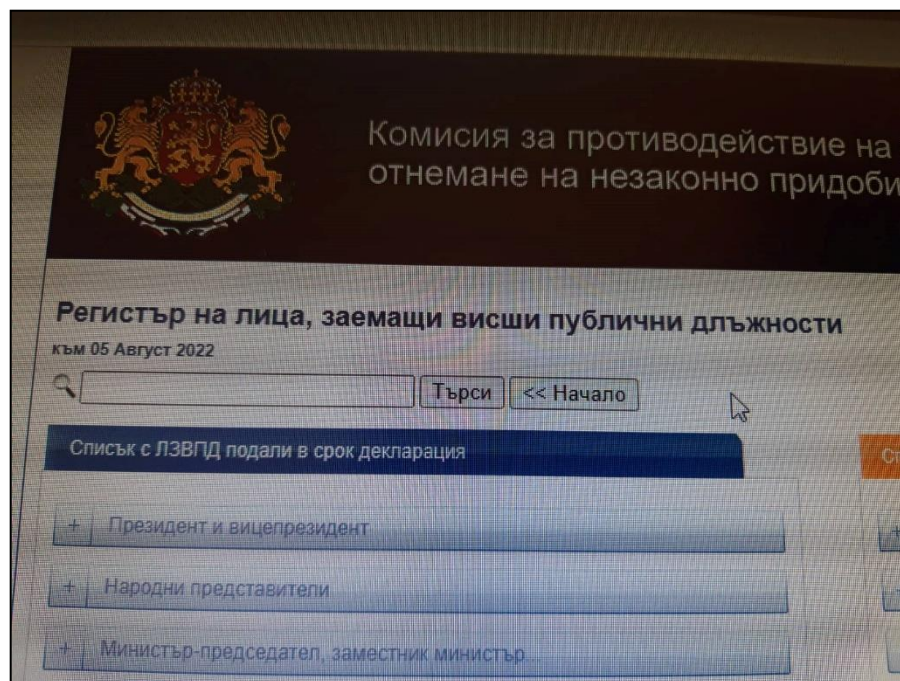 Комисия за противодействие на
отнемане на незаконно придоби
Регистър на лица, заемащи висши публични длъжности
към 05 Август 2022
Търси
<< Начало
Списък с ЛЗВПД подали в срок декларация
Ст
+ Президент и вицепрезидент
+
+ Народни представители
+ Министър-председател, заместник министър...